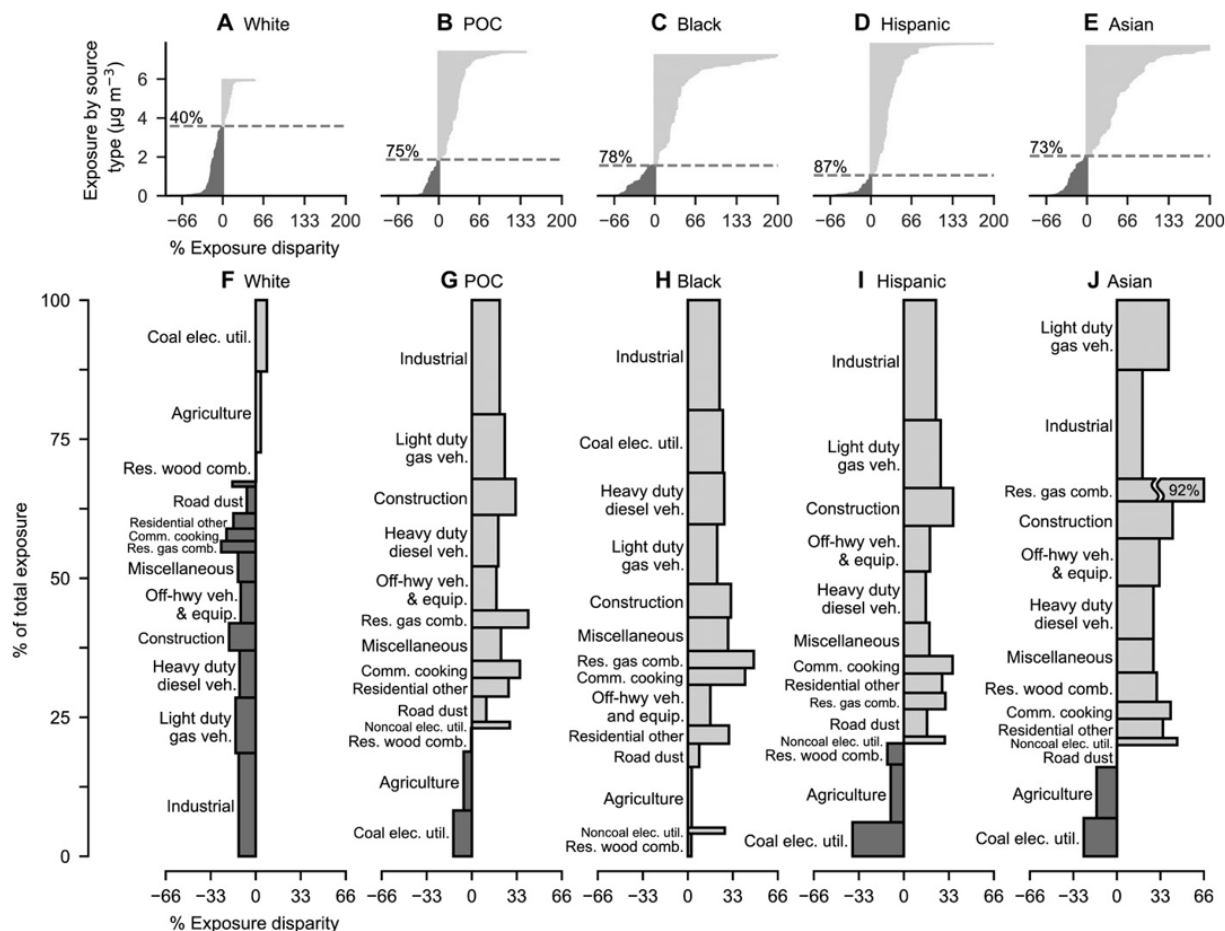 A White
B POC
C Black
D Hispanic
E Asian
Exposure by source
type (µg m⁻³)
6
4
2
0
40%
75%
78%
87%
73%
−66 0 66 133 200
−66 0 66 133 200
−66 0 66 133 200
−66 0 66 133 200
−66 0 66 133 200
% Exposure disparity
F White
G POC
H Black
I Hispanic
J Asian
% of total exposure
100
75
50
25
0
Coal elec. util.
Agriculture
Res. wood comb.
Road dust
Residential other
Comm. cooking
Res. gas comb.
Miscellaneous
Off-hwy veh.
& equip.
Construction
Heavy duty
diesel veh.
Light duty
gas veh.
Industrial
Industrial
Light duty
gas veh.
Construction
Heavy duty
diesel veh.
Off-hwy veh.
& equip.
Res. gas comb.
Miscellaneous
Comm. cooking
Residential other
Road dust
Noncoal elec. util.
Res. wood comb.
Agriculture
Coal elec. util.
Industrial
Coal elec. util.
Heavy duty
diesel veh.
Light duty
gas veh.
Construction
Miscellaneous
Res. gas comb.
Comm. cooking
Off-hwy veh.
and equip.
Residential other
Road dust
Agriculture
Noncoal elec. util.
Res. wood comb.
Industrial
Light duty
gas veh.
Construction
Off-hwy veh.
& equip.
Heavy duty
diesel veh.
Miscellaneous
Comm. cooking
Residential other
Res. gas comb.
Road dust
Noncoal elec. util.
Res. wood comb.
Agriculture
Coal elec. util.
Light duty
gas veh.
Industrial
Res. gas comb.
92%
Construction
Off-hwy veh.
& equip.
Heavy duty
diesel veh.
Miscellaneous
Res. wood comb.
Comm. cooking
Residential other
Noncoal elec. util.
Road dust
Agriculture
Coal elec. util.
−66 −33 0 33 66
−66 −33 0 33 66
−66 −33 0 33 66
−66 −33 0 33 66
−66 −33 0 33 66
% Exposure disparity